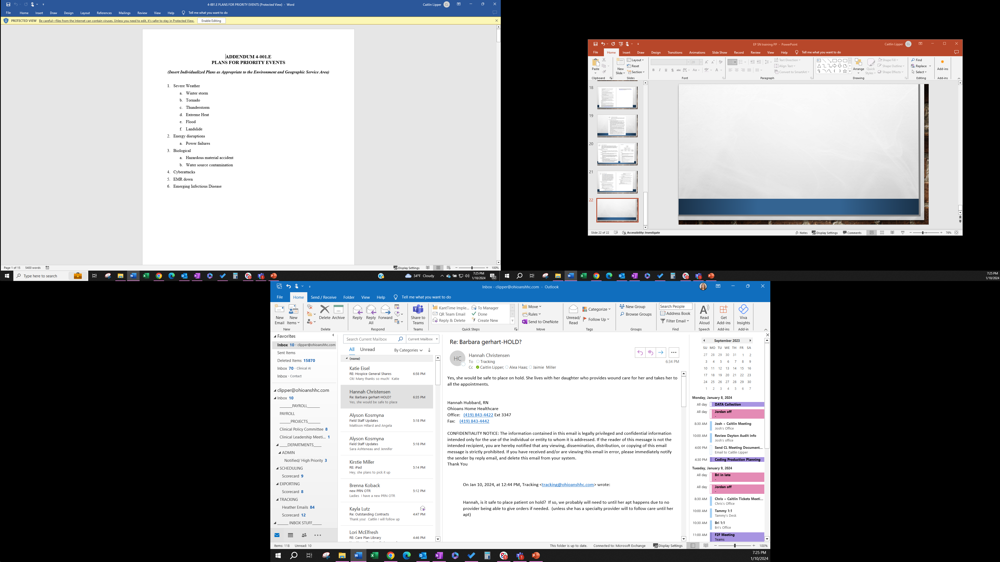 4-001.E PLANS FOR PRIORITY EVENTS (Protected View) - Word
Caitlin Lipper
CL
File Home Insert Draw Design Layout References Mailings Review View Help Tell me what you want to do
PROTECTED VIEW Be careful—files from the Internet can contain viruses. Unless you need to edit, it's safer to stay in Protected View. Enable Editing
ADDENDUM 4-001.E
PLANS FOR PRIORITY EVENTS
(Insert Individualized Plans as Appropriate to the Environment and Geographic Service Area)
1. Severe Weather
a. Winter storm
b. Tornado
c. Thunderstorm
d. Extreme Heat
e. Flood
f. Landslide
2. Energy disruptions
a. Power failures
3. Biological
a. Hazardous material accident
b. Water source contamination
4. Cyberattacks
5. EMR down
6. Emerging Infectious Disease
Page 1 of 15 5400 words
Display Settings
100%
Type here to search
34°F Cloudy
7:25 PM
1/10/2024
22
EP SN training PP - PowerPoint
Caitlin Lipper
CL
File Home Insert Draw Design Transitions Animations Slide Show Record Review View Help Tell me what you want to do
Paste
Clipboard
New
Slide
Layout
Reset
Section
Slides
20
Font
Text Direction
Align Text
Convert to SmartArt
Paragraph
Arrange
Quick
Styles
Shape Fill
Shape Outline
Shape Effects
Drawing
Find
Replace
Select
Editing
Add-ins
Add-ins
18
19
20
21
22
Slide 22 of 22 Accessibility: Investigate
Notes Display Settings Comments
76%
7:25 PM
1/10/2024
Inbox - clipper@ohioanshhc.com - Outlook
File Home Send / Receive Folder View Help Tell me what you want to do
New
Email
New
Items
New
Delete Archive
Delete
Reply
Reply
All
Forward
Respond
Share to
Teams
Teams
KantTime Imple... To Manager
QR Team Email Done
Reply & Delete Create New
Quick Steps
Move
Rules
Send to OneNote
Move
Unread/
Read
Categorize
Follow Up
Tags
New Group
Browse Groups
Groups
Search People
Address Book
Filter Email
Find
Read
Aloud
Speech
Get
Add-ins
Add-ins
Viva
Insights
Add-in
Favorites
Inbox 10 - clipper@ohioanshhc.com
Sent Items
Deleted Items 15870
Inbox 70 - Clinical AI
Inbox - Contact
clipper@ohioanshhc.com
Inbox 10
______PAYROLL______
PAYROLL
_____PROJECTS______
Clinical Policy Committee 8
Clinical Leadership Meeti... 1
____DEPARTMENTS____
ADMIN
Notified/ High Priority 3
SCHEDULING
Scorecard 9
EXPORTING
Scorecard 8
TRACKING
Heather Emails 84
Scorecard 12
_____ INBOX STUFF_____
Search Current Mailbox
Current Mailbox
All Unread
By Categories
(none)
Katie Eisel
RE: Hospice General Shares 6:58 PM
Ok! Many thanks so much! Katie
Hannah Christensen
Re: Barbara gerhart-HOLD? 6:35 PM
Yes, she would be safe to place
Alyson Kosmyna
Field Staff Updates 5:18 PM
Mattison Hillard and Angela
Alyson Kosmyna
Field Staff Updates 5:18 PM
Sara Ashteneau and Jennifer
Kirstie Miller
RE: iPad 5:14 PM
Hey, she plans to pick it up
Brenna Koback
new PRN OTR 5:12 PM
Ladies I have a new PRN OTR
Kayla Lutz
Re: Outstanding Contracts 4:47 PM
Thank you! Caitlin I will follow up
Lori McElfresh
RE: Care Plan Library 4:46 PM
Re: Barbara gerhart-HOLD?
HC
Hannah Christensen
To Tracking
Cc Caitlin Lipper; Alea Haas; Jaimie Miller
6:34 PM
Yes, she would be safe to place on hold. She lives with her daughter who provides wound care for her and takes her to
all the appointments.
Hannah Hubbard, RN
Ohioans Home Healthcare
Office: (419) 843-4422 Ext 3347
Fax: (419) 843-4442
CONFIDENTIALITY NOTICE: The information contained in this email is legally privileged and confidential information
intended only for the use of the individual or entity to whom it is addressed. If the reader of this message is not the
intended recipient, you are hereby notified that any viewing, dissemination, distribution, or copying of this email
message is strictly prohibited. If you have received and/or are viewing this email in error, please immediately notify
the sender by reply email, and delete this email from your system.
Thank You
On Jan 10, 2024, at 12:44 PM, Tracking <tracking@ohioanshhc.com> wrote:
Hannah, is it safe to place patient on hold? If so, we probably will need to until her apt happens due to no
provider being able to give orders if needed. (unless she has a specialty provider will to follow care until her
apt)
September 2023
SU MO TU WE TH FR SA
27 28 29 30 31 1 2
3 4 5 6 7 8 9
10 11 12 13 14 15 16
17 18 19 20 21 22 23
24 25 26 27 28 29 30
1 2 3 4 5 6 7
Monday, January 8, 2024
All day DATA Collection
All day Jordan off
-
8:30 AM Josh + Caitlin Meeting
Josh's Office
10:00 AM Review Dayton Audit info
Josh's office
4:00 PM Send CL Meeting Document...
Email to Caitlin Lipper
4:30 PM Coding Production Planning
Tuesday, January 9, 2024
All day Bri in late
-
All day Jordan off
-
8:30 AM Chris + Caitlin Tickets Meeti...
Chris's Office
10:00 AM Tammy 1:1
Tammy's Desk
10:30 AM Bri 1:1
Bri's Office
11:00 AM F2F Meeting
Teams
Items: 118 Unread: 10
This folder is up to date. Connected to: Microsoft Exchange Display Settings
100%
7:25 PM
1/10/2024